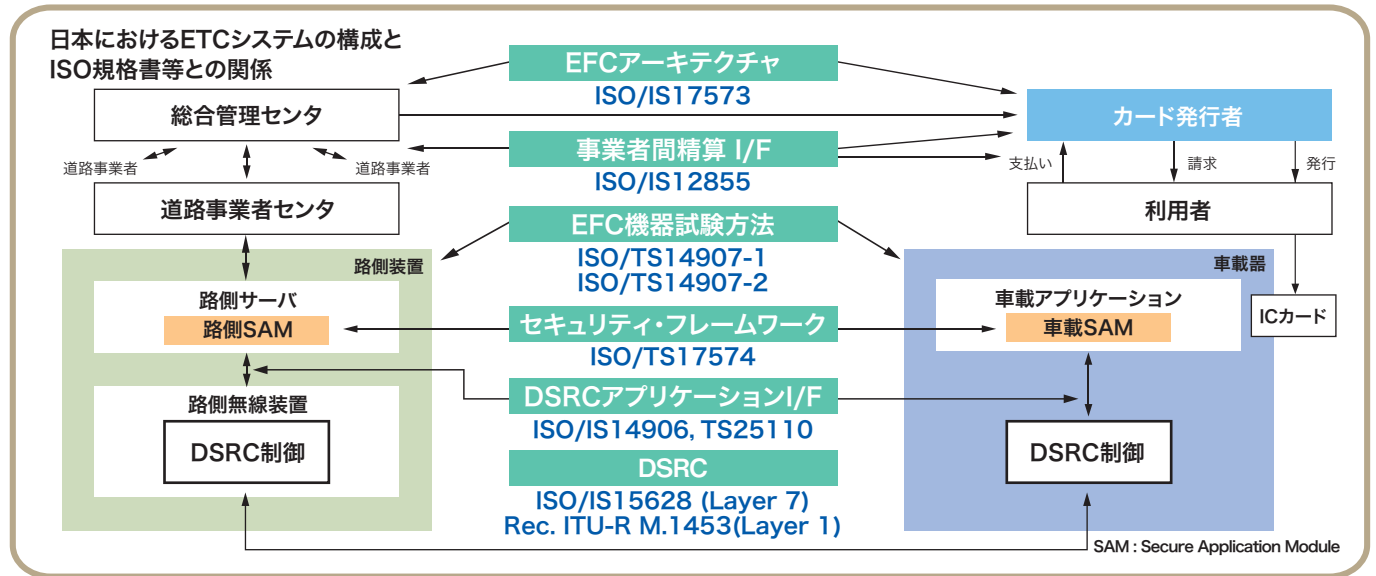 日本におけるETCシステムの構成と
ISO規格書等との関係
EFCアーキテクチャ
ISO/IS17573
総合管理センタ
カード発行者
道路事業者
道路事業者
事業者間精算 I/F
ISO/IS12855
支払い
請求
発行
道路事業者センタ
利用者
EFC機器試験方法
ISO/TS14907-1
ISO/TS14907-2
路側装置
車載器
路側サーバ
路側SAM
車載アプリケーション
車載SAM
ICカード
セキュリティ・フレームワーク
ISO/TS17574
路側無線装置
DSRC制御
DSRCアプリケーションI/F
ISO/IS14906, TS25110
DSRC制御
DSRC
ISO/IS15628 (Layer 7)
Rec. ITU-R M.1453(Layer 1)
SAM : Secure Application Module